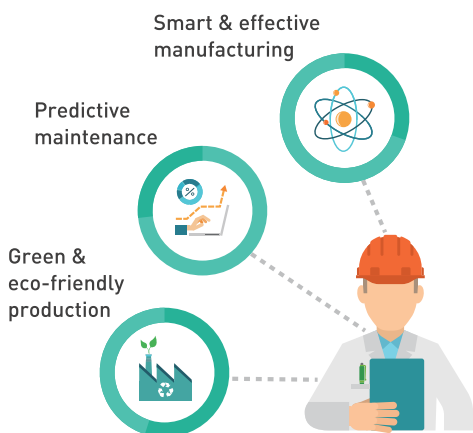 Smart & effective
manufacturing
Predictive
maintenance
%
Green &
eco-friendly
production